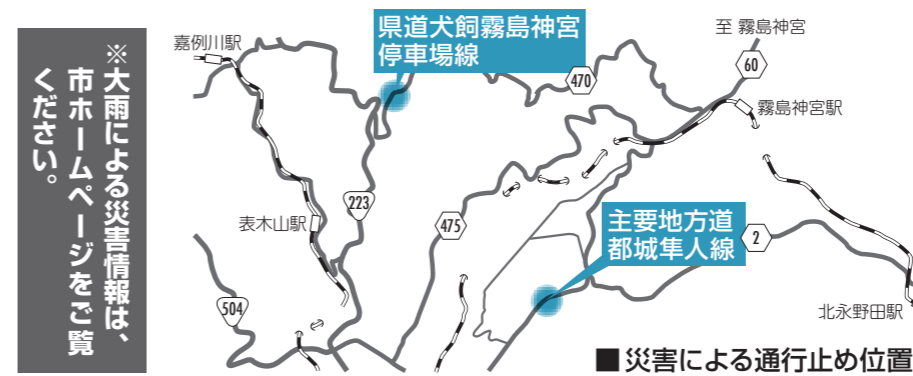 ※大雨による災害情報は、
市ホームページをご覧
ください。
嘉例川駅
県道犬飼霧島神宮
停車場線
至 霧島神宮
60
470
霧島神宮駅
223
表木山駅
475
主要地方道
都城隼人線
2
504
北永野田駅
■災害による通行止め位置